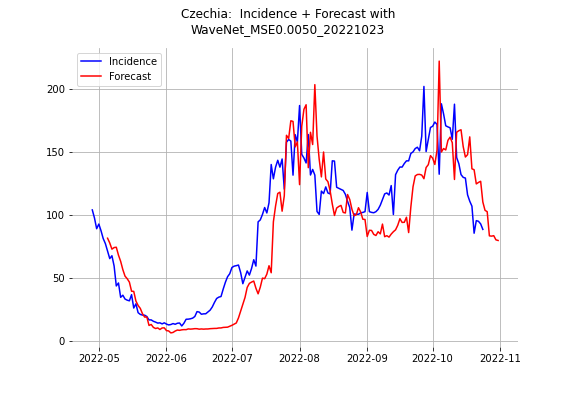 Czechia:  Incidence + Forecast with
WaveNet_MSE0.0050_20221023
Incidence
Forecast
200
150
100
50
0
2022-05 2022-06 2022-07 2022-08 2022-09 2022-10 2022-11